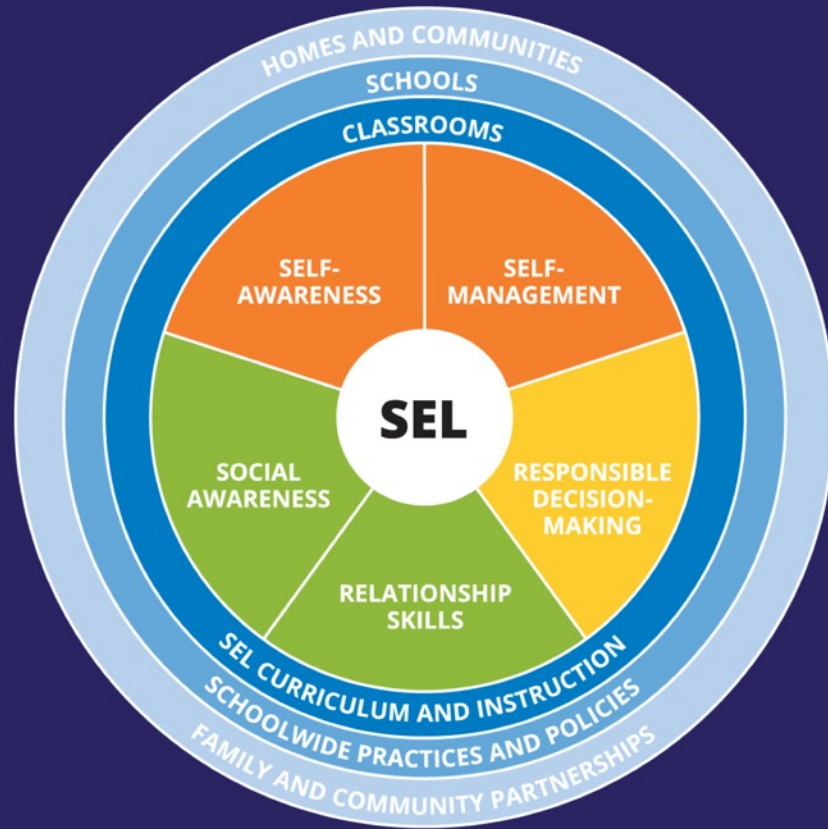 HOMES AND COMMUNITIES
SCHOOLS
CLASSROOMS
SELF-
AWARENESS
SELF-
MANAGEMENT
SEL
SOCIAL
AWARENESS
RESPONSIBLE
DECISION-
MAKING
RELATIONSHIP
SKILLS
SEL CURRICULUM AND INSTRUCTION
SCHOOLWIDE PRACTICES AND POLICIES
FAMILY AND COMMUNITY PARTNERSHIPS